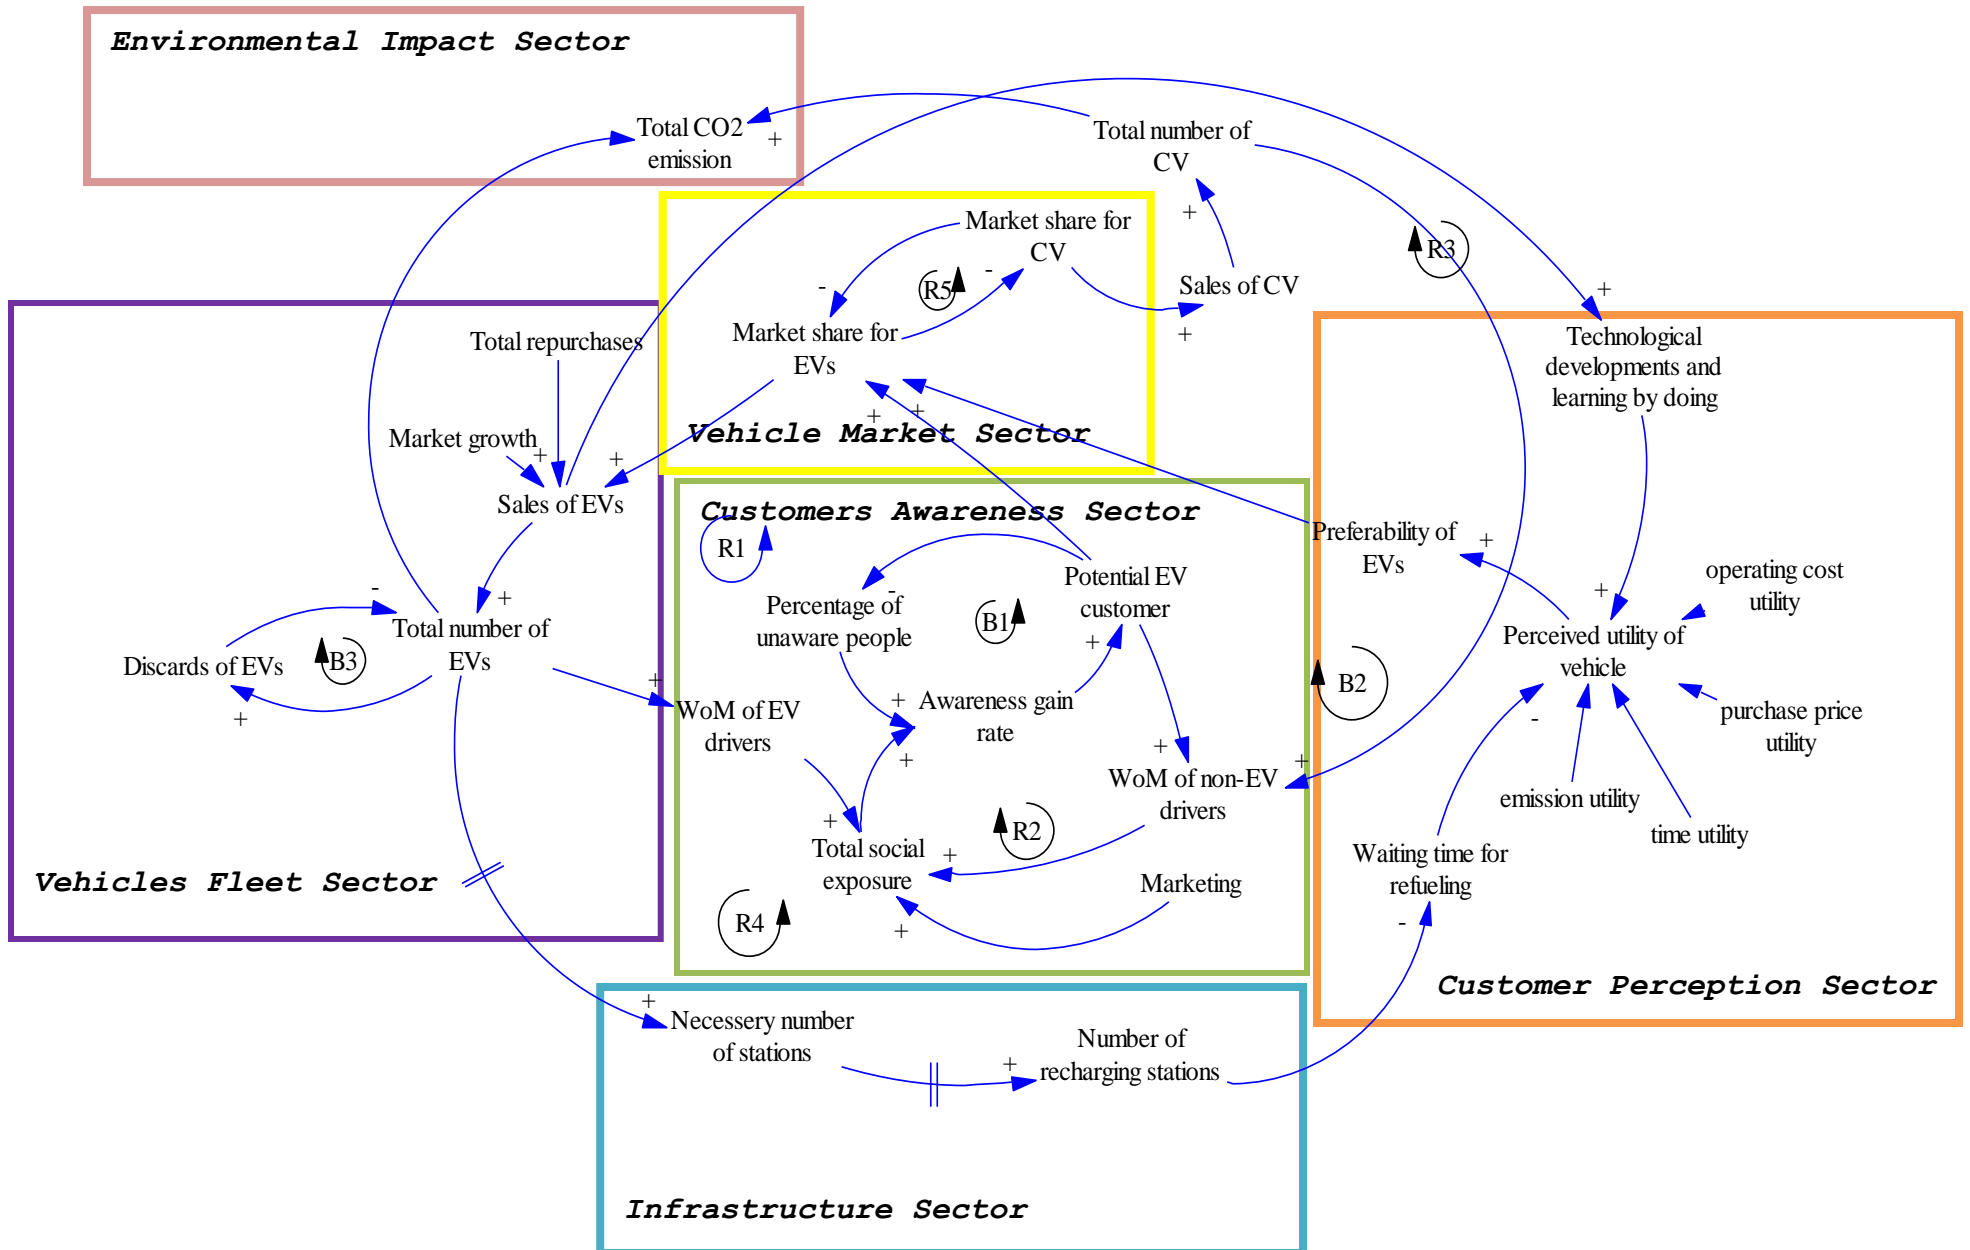 Environmental Impact Sector
Total CO2
emission
+
Total number of
CV
+
Market share for
CV
-
-
R5
Sales of CV
+
R3
+
Market share for
EVs
+
+
Vehicle Market Sector
Total repurchases
Market growth
+
+
Sales of EVs
+
Technological
developments and
learning by doing
+
Customers Awareness Sector
R1
Preferability of
EVs
+
operating cost
utility
Potential EV
customer
-
Percentage of
unaware people
B1
+
-
Total number of
EVs
Discards of EVs
B3
+
Perceived utility of
vehicle
B2
+
WoM of EV
drivers
+
Awareness gain
rate
+
-
purchase price
utility
+
WoM of non-EV
drivers
+
emission utility
time utility
+
Total social
exposure
+
R2
Waiting time for
refueling
-
Marketing
+
R4
Vehicles Fleet Sector
Customer Perception Sector
+
Necessery number
of stations
+
Number of
recharging stations
Infrastructure Sector